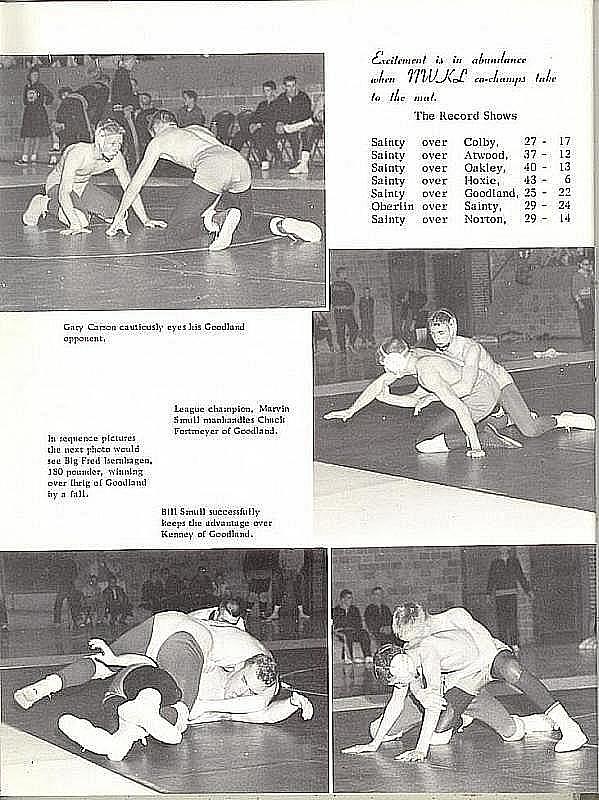 Excitement is in abundance
when NWKL co-champs take
to the mat.
The Record Shows
Sainty over Colby, 27 - 17
Sainty over Atwood, 37 - 12
Sainty over Oakley, 40 - 13
Sainty over Hoxie, 43 - 6
Sainty over Goodland, 25 - 22
Oberlin over Sainty, 29 - 24
Sainty over Norton, 29 - 14
Gary Carson cautiously eyes his Goodland
opponent.
League champion, Marvin
Smull manhandles Chuck
Fortmeyer of Goodland.
In sequence pictures
the next photo would
see Big Fred Isernhagen,
180 pounder, winning
over Ihrig of Goodland
by a fall.
Bill Smull successfully
keeps the advantage over
Kenney of Goodland.